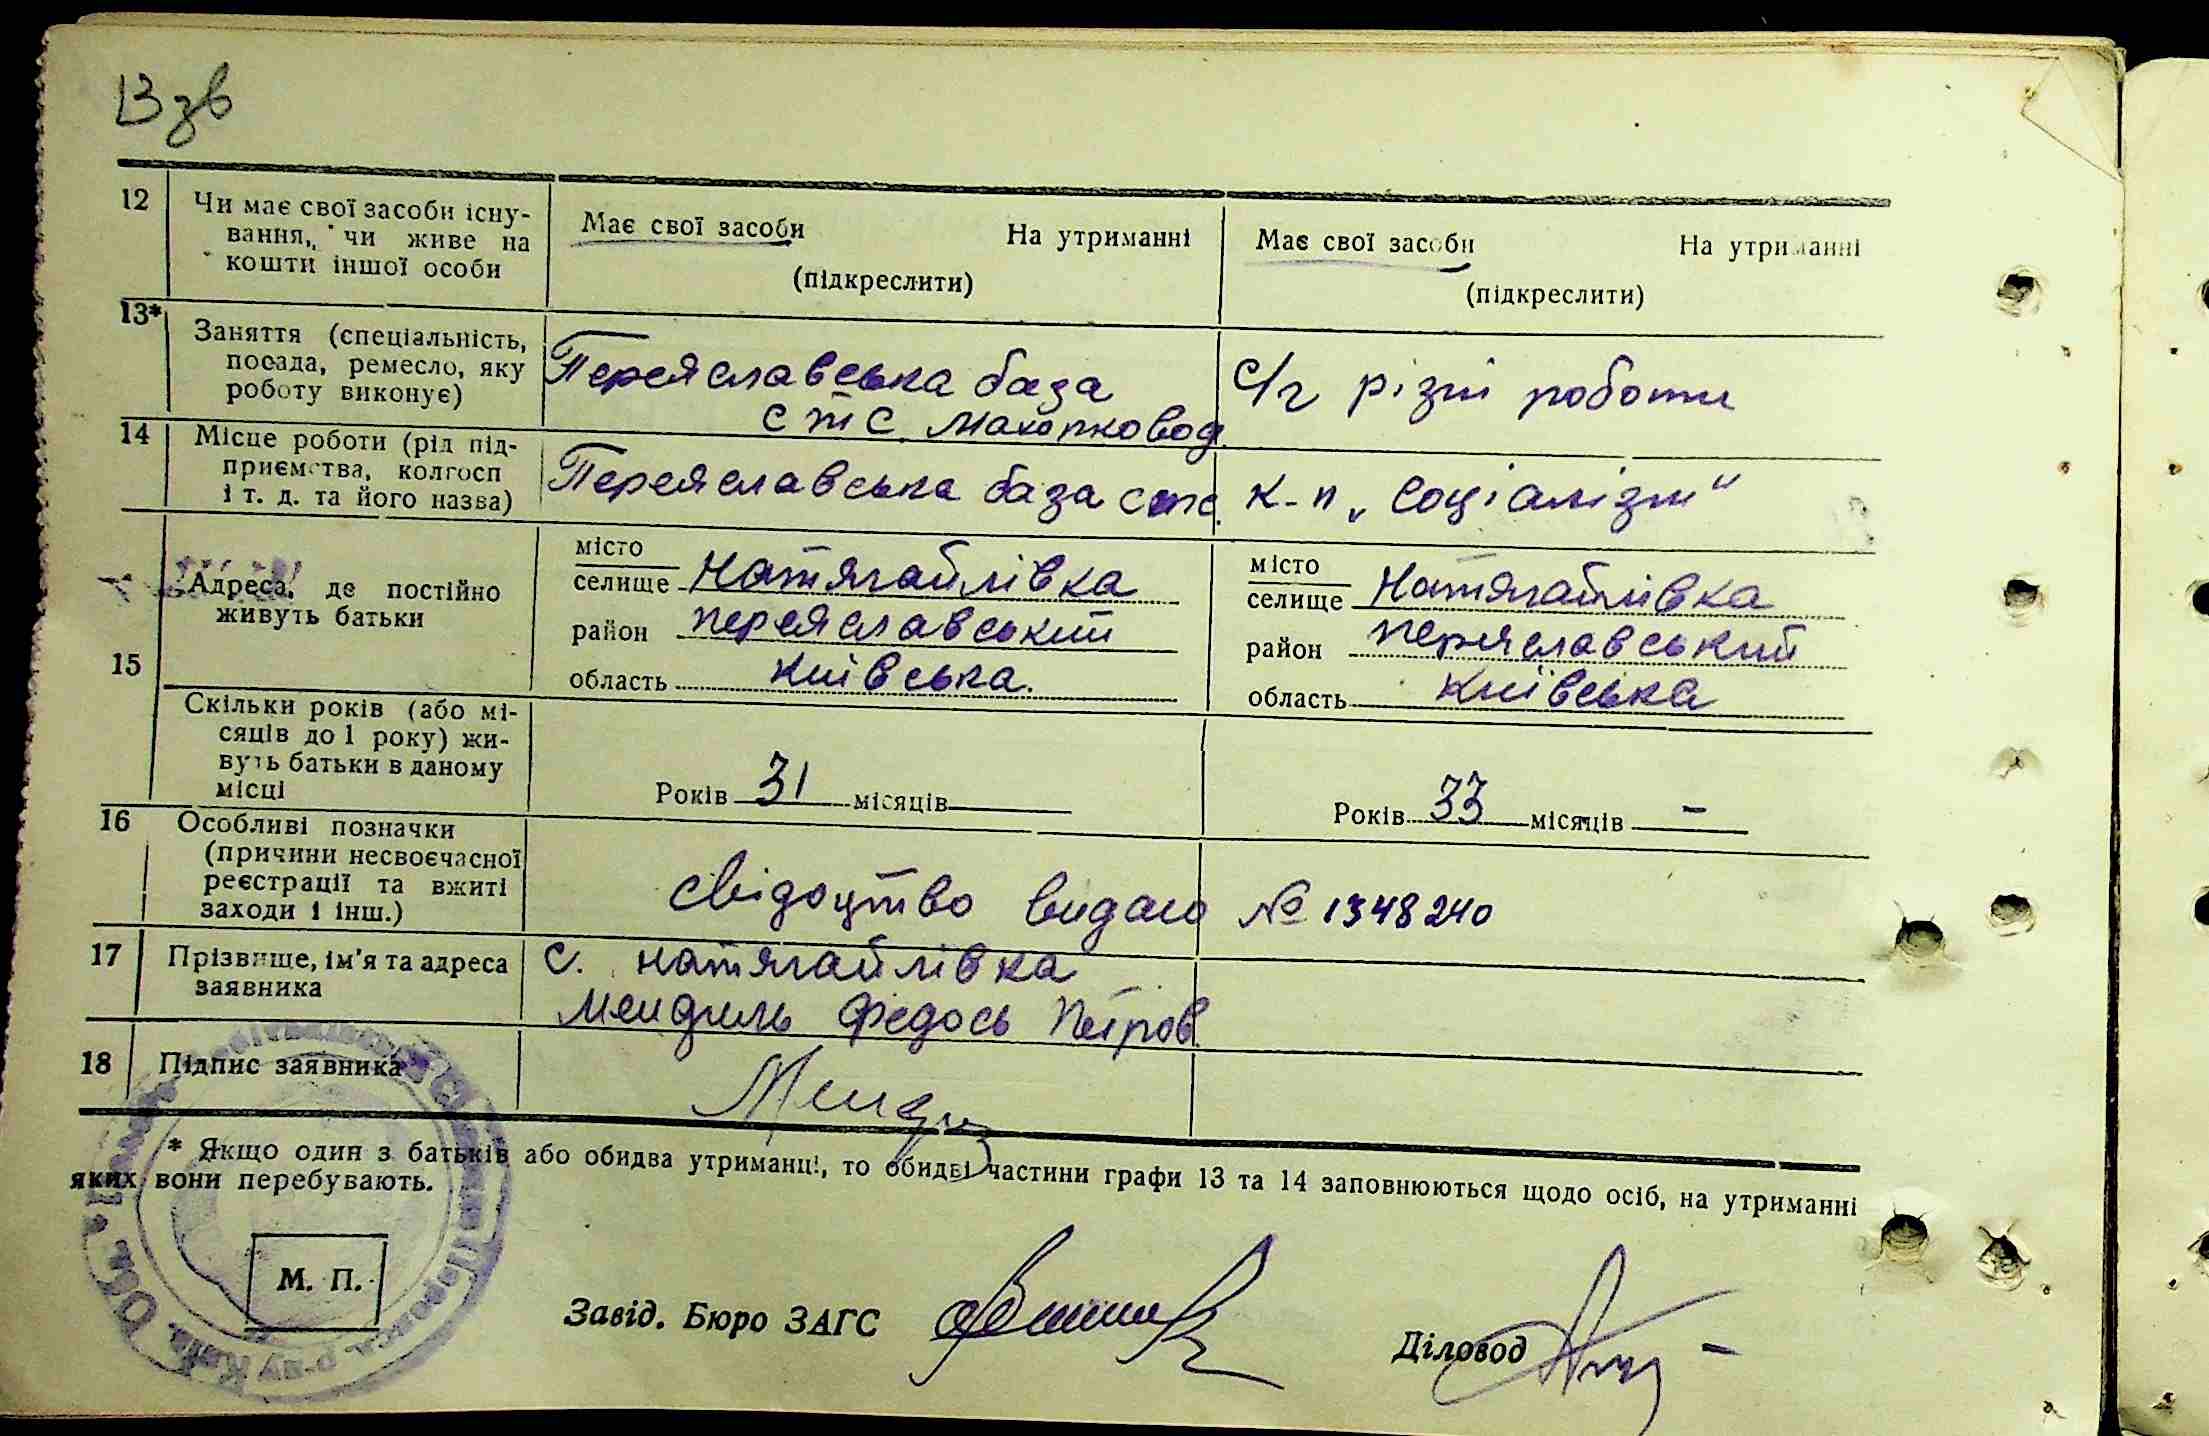 13 зв
12 Чи має свої засоби існу-
вання, чи живе на
кошти іншої особи
Має свої засоби На утриманні
(підкреслити)
Має свої засоби На утриманні
(підкреслити)
13* Заняття (спеціальність,
посада, ремесло, яку
роботу виконує)
Переяславська база
СТС Махорковод
с/г різні роботи
14 Місце роботи (рід під-
приємства, колгосп
і т. д. та його назва)
Переяславська база СТС.
к-п „Соціалізм"
15 Адреса, де постійно
живуть батьки
місто
селище Натягайлівка
район Переяславський
область Київська.
місто
селище Натягайлівка
район Переяславський
область Київська
Скільки років (або мі-
сяців до 1 року) жи-
вуть батьки в даному
місці
Років 31 місяців
Років 33 місяців -
16 Особливі позначки
(причини несвоєчасної
реєстрації та вжиті
заходи і інш.)
Свідоцтво видано № 1348240
17 Прізвище, ім'я та адреса
заявника
с. Натягайлівка
Мендель Федось Петров
18 Підпис заявника
* Якщо один з батьків або обидва утриманці, то обидві частини графи 13 та 14 заповнюються щодо осіб, на утриманні
яких вони перебувають.
М. П.
Завід. Бюро ЗАГС
Діловод